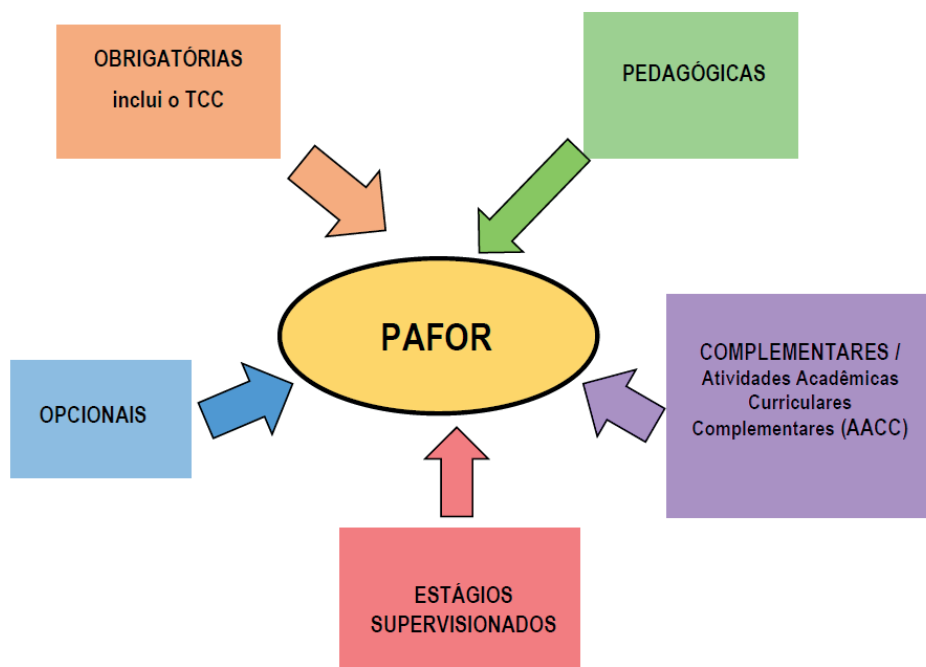 OBRIGATÓRIAS
inclui o TCC
PEDAGÓGICAS
PAFOR
OPCIONAIS
COMPLEMENTARES /
Atividades Acadêmicas
Curriculares
Complementares (AACC)
ESTÁGIOS
SUPERVISIONADOS